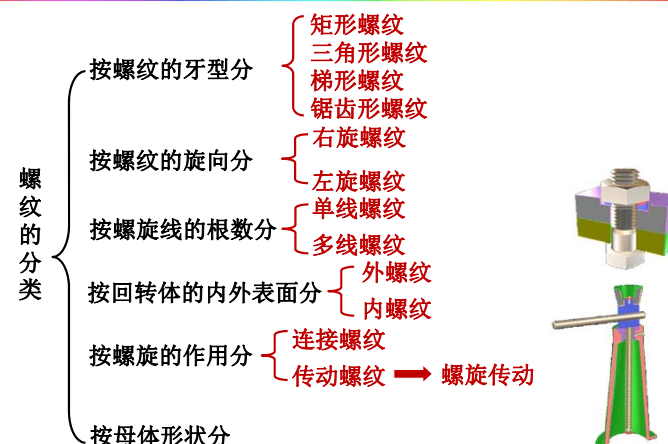 螺纹的分类
按螺纹的牙型分
矩形螺纹
三角形螺纹
梯形螺纹
锯齿形螺纹
按螺纹的旋向分
右旋螺纹
左旋螺纹
按螺旋线的根数分
单线螺纹
多线螺纹
按回转体的内外表面分
外螺纹
内螺纹
按螺旋的作用分
连接螺纹
传动螺纹
螺旋传动
按母体形状分